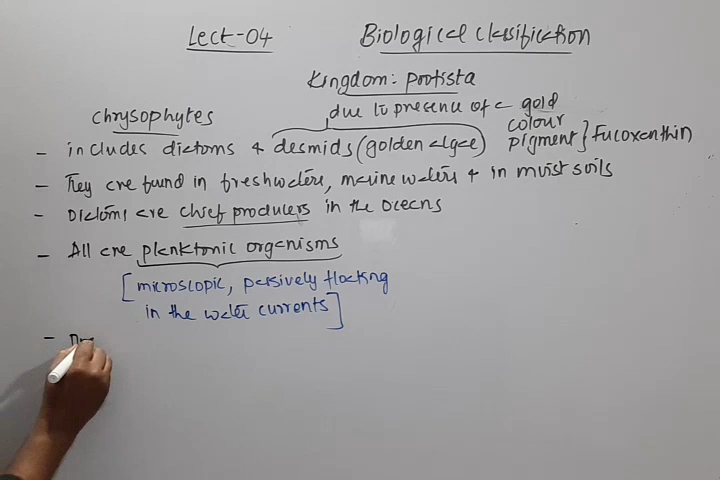 Lect-04 Biological Classification
Kingdom: protista
chrysophytes
due to presence of a gold colour pigment } Fucoxanthin
- includes diatoms & desmids (golden algae)
- They are found in freshwaters, marine waters & in moist soils
- Diatoms are chief producers in the oceans
- All are planktonic organisms
[microscopic, passively floating
in the water currents]
-